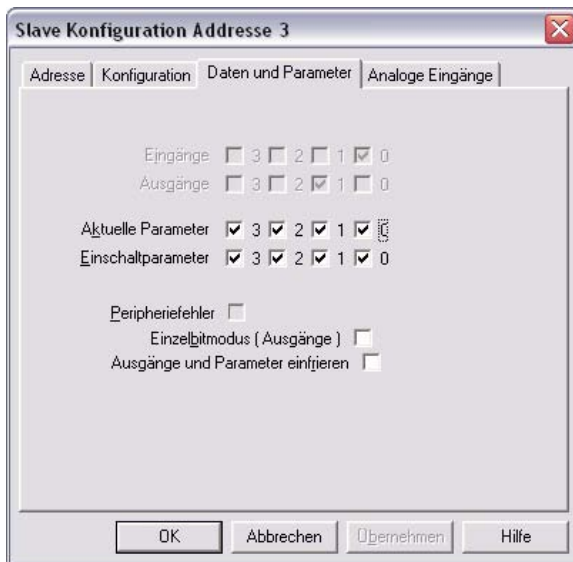 Slave Konfiguration Addresse 3
Adresse Konfiguration Daten und Parameter Analoge Eingänge
Eingänge 3 2 1 0
Ausgänge 3 2 1 0
Aktuelle Parameter 3 2 1 0
Einschaltparameter 3 2 1 0
Peripheriefehler
Einzelbitmodus ( Ausgänge )
Ausgänge und Parameter einfrieren
OK Abbrechen Übernehmen Hilfe